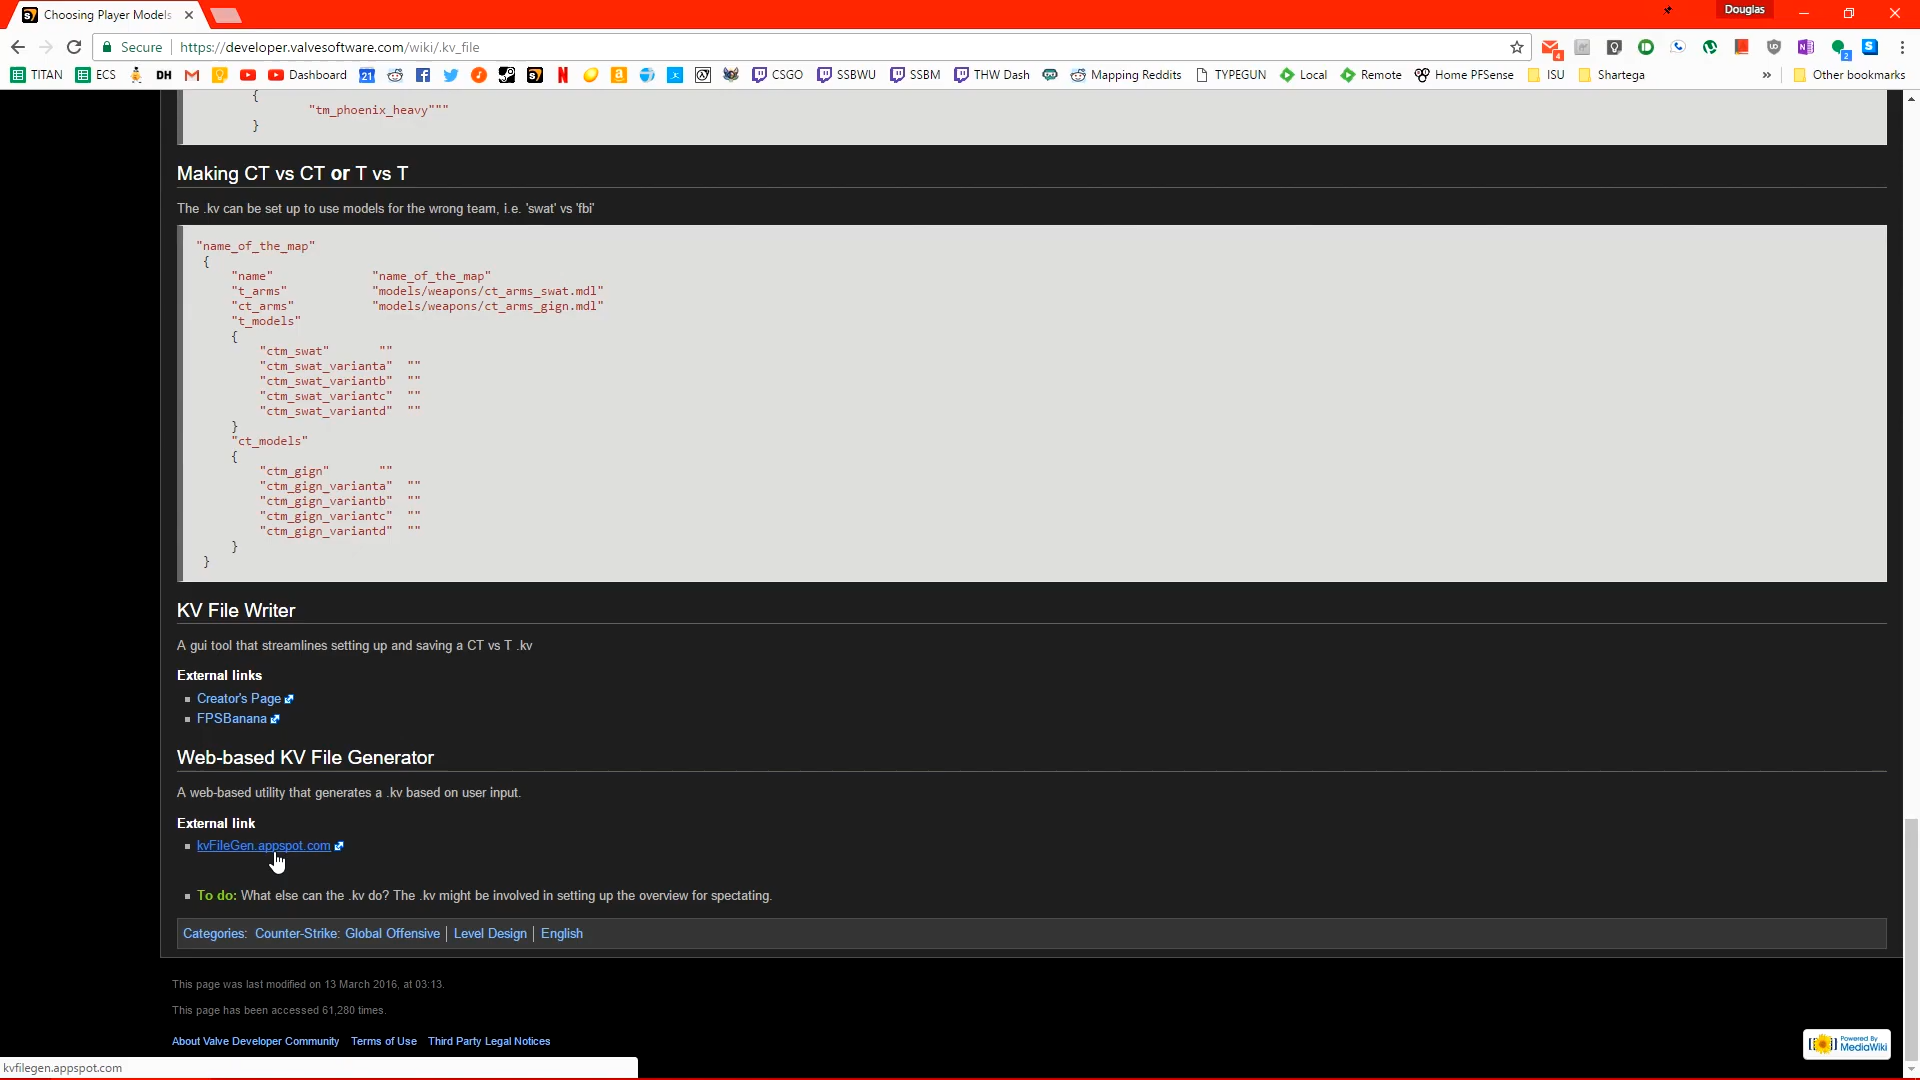 Choosing Player Models
Douglas
Secure
https://developer.valvesoftware.com/wiki/.kv_file
4
2
TITAN
ECS
DH
Dashboard
21
CSGO
SSBWU
SSBM
THW Dash
Mapping Reddits
TYPEGUN
Local
Remote
Home PFSense
ISU
Shartega
»
Other bookmarks
{
"tm_phoenix_heavy"""
}
Making CT vs CT or T vs T
The .kv can be set up to use models for the wrong team, i.e. 'swat' vs 'fbi'
"name_of_the_map"
{
"name" "name_of_the_map"
"t_arms" "models/weapons/ct_arms_swat.mdl"
"ct_arms" "models/weapons/ct_arms_gign.mdl"
"t_models"
{
"ctm_swat" ""
"ctm_swat_varianta" ""
"ctm_swat_variantb" ""
"ctm_swat_variantc" ""
"ctm_swat_variantd" ""
}
"ct_models"
{
"ctm_gign" ""
"ctm_gign_varianta" ""
"ctm_gign_variantb" ""
"ctm_gign_variantc" ""
"ctm_gign_variantd" ""
}
}
KV File Writer
A gui tool that streamlines setting up and saving a CT vs T .kv
External links
Creator's Page
FPSBanana
Web-based KV File Generator
A web-based utility that generates a .kv based on user input.
External link
kvFileGen.appspot.com
To do: What else can the .kv do? The .kv might be involved in setting up the overview for spectating.
Categories: Counter-Strike: Global Offensive | Level Design | English
This page was last modified on 13 March 2016, at 03:13.
This page has been accessed 61,280 times.
About Valve Developer Community Terms of Use Third Party Legal Notices
Powered By
MediaWiki
kvfilegen.appspot.com